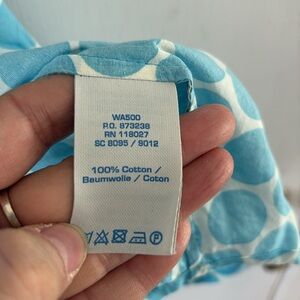 WA500
P.O. 873238
RN 118027
SC 8095 / 9012
100% Cotton /
Baumwolle / Coton